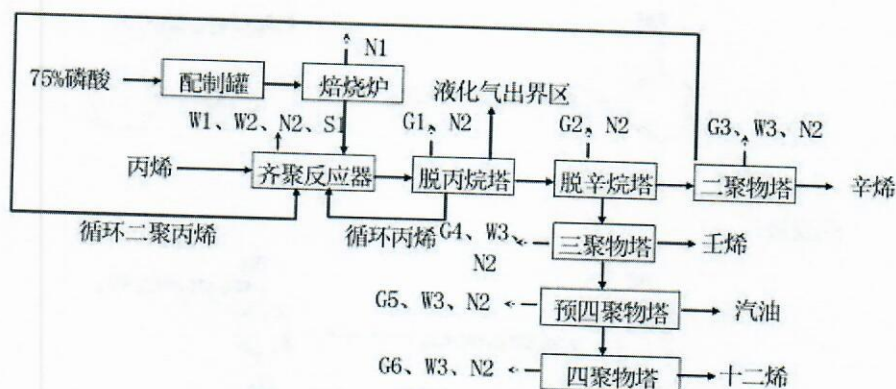 N1
75%磷酸
配制罐
焙烧炉
液化气出界区
W1、W2、N2、S1
G1、N2
G2、N2
G3、W3、N2
丙烯
齐聚反应器
脱丙烷塔
脱辛烷塔
二聚物塔
辛烯
循环二聚丙烯
循环丙烯
G4、W3、
N2
三聚物塔
壬烯
G5、W3、N2
预四聚物塔
汽油
G6、W3、N2
四聚物塔
十二烯